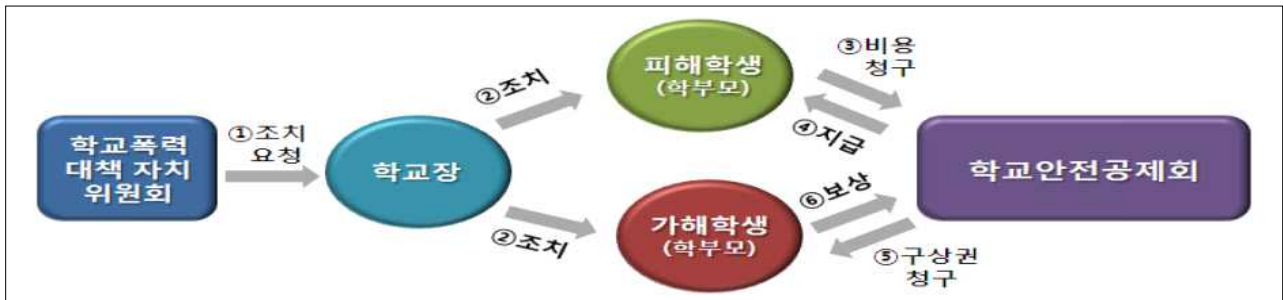 학교폭력
대책 자치
위원회
①조치
요청
학교장
②조치
②조치
피해학생
(학부모)
가해학생
(학부모)
③비용
청구
④지급
⑥보상
⑤구상권
청구
학교안전공제회